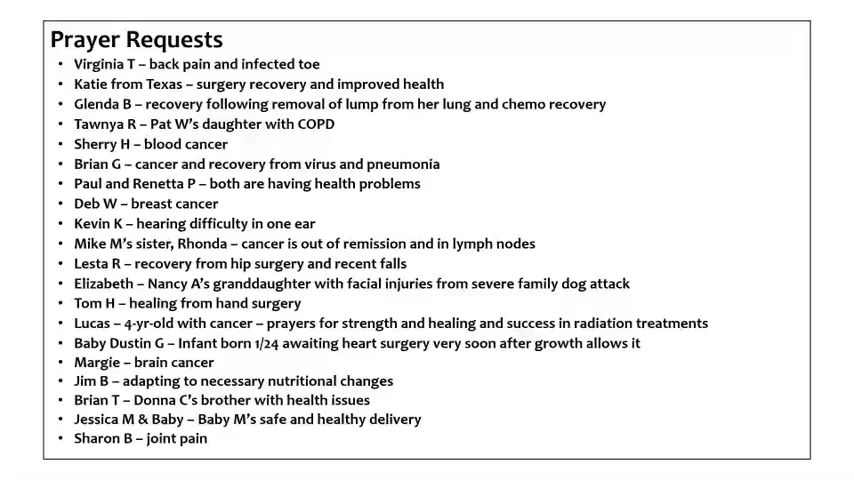 Prayer Requests
• Virginia T – back pain and infected toe
• Katie from Texas – surgery recovery and improved health
• Glenda B – recovery following removal of lump from her lung and chemo recovery
• Tawnya R – Pat W's daughter with COPD
• Sherry H – blood cancer
• Brian G – cancer and recovery from virus and pneumonia
• Paul and Renetta P – both are having health problems
• Deb W – breast cancer
• Kevin K – hearing difficulty in one ear
• Mike M's sister, Rhonda – cancer is out of remission and in lymph nodes
• Lesta R – recovery from hip surgery and recent falls
• Elizabeth – Nancy A's granddaughter with facial injuries from severe family dog attack
• Tom H – healing from hand surgery
• Lucas – 4-yr-old with cancer – prayers for strength and healing and success in radiation treatments
• Baby Dustin G – Infant born 1/24 awaiting heart surgery very soon after growth allows it
• Margie – brain cancer
• Jim B – adapting to necessary nutritional changes
• Brian T – Donna C's brother with health issues
• Jessica M & Baby – Baby M's safe and healthy delivery
• Sharon B – joint pain